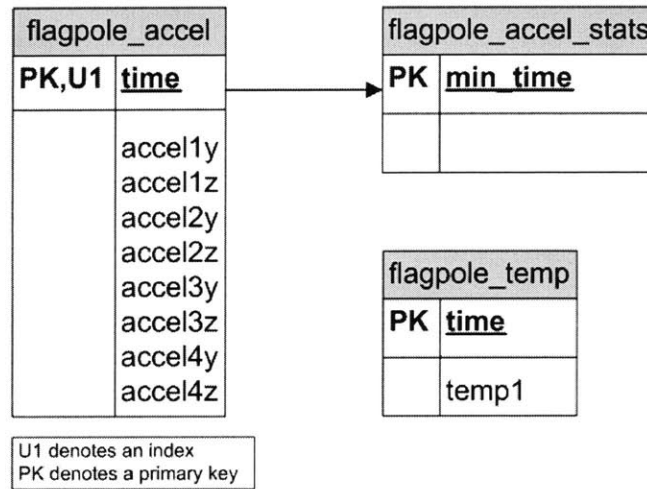 flagpole_accel
PK,U1 time
accel1y
accel1z
accel2y
accel2z
accel3y
accel3z
accel4y
accel4z
flagpole_accel_stats
PK min_time
flagpole_temp
PK time
temp1
U1 denotes an index
PK denotes a primary key